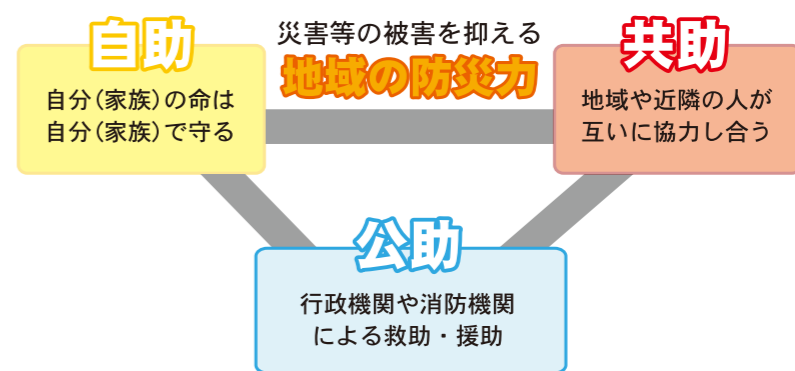 自助
自分(家族)の命は
自分(家族)で守る
災害等の被害を抑える
地域の防災力
共助
地域や近隣の人が
互いに協力し合う
公助
行政機関や消防機関
による救助・援助